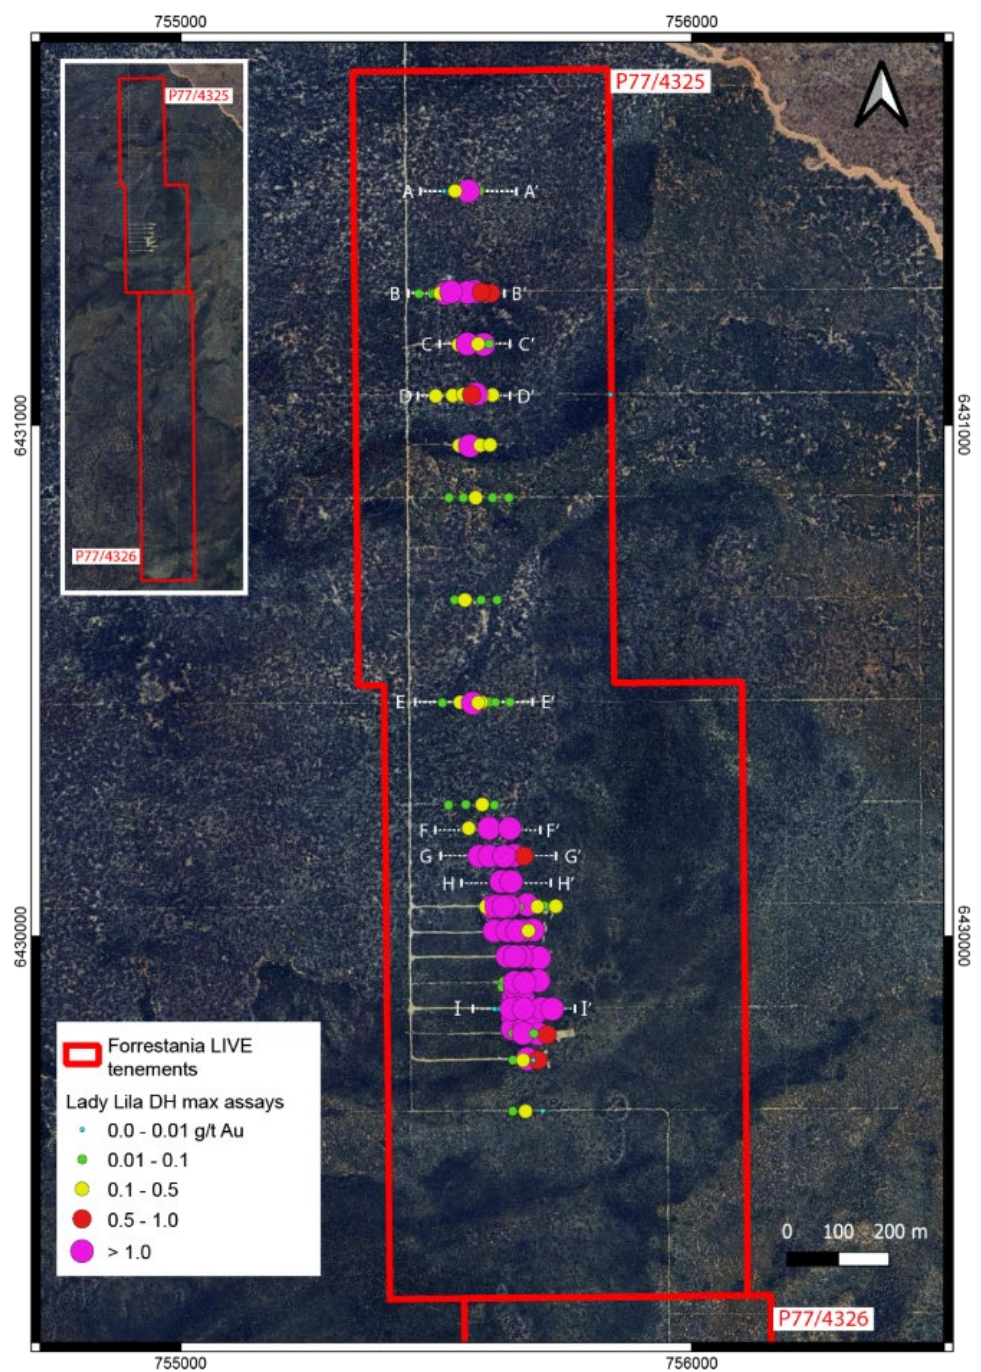 755000 756000
P77/4325
P77/4325
A A'
B B'
C C'
D D'
6431000 6431000
P77/4326
E E'
F F'
G G'
H H'
6430000 6430000
I I'
Forrestania LIVE
tenements
Lady Lila DH max assays
0.0 - 0.01 g/t Au
0.01 - 0.1
0.1 - 0.5
0.5 - 1.0
> 1.0
0 100 200 m
P77/4326
755000 756000